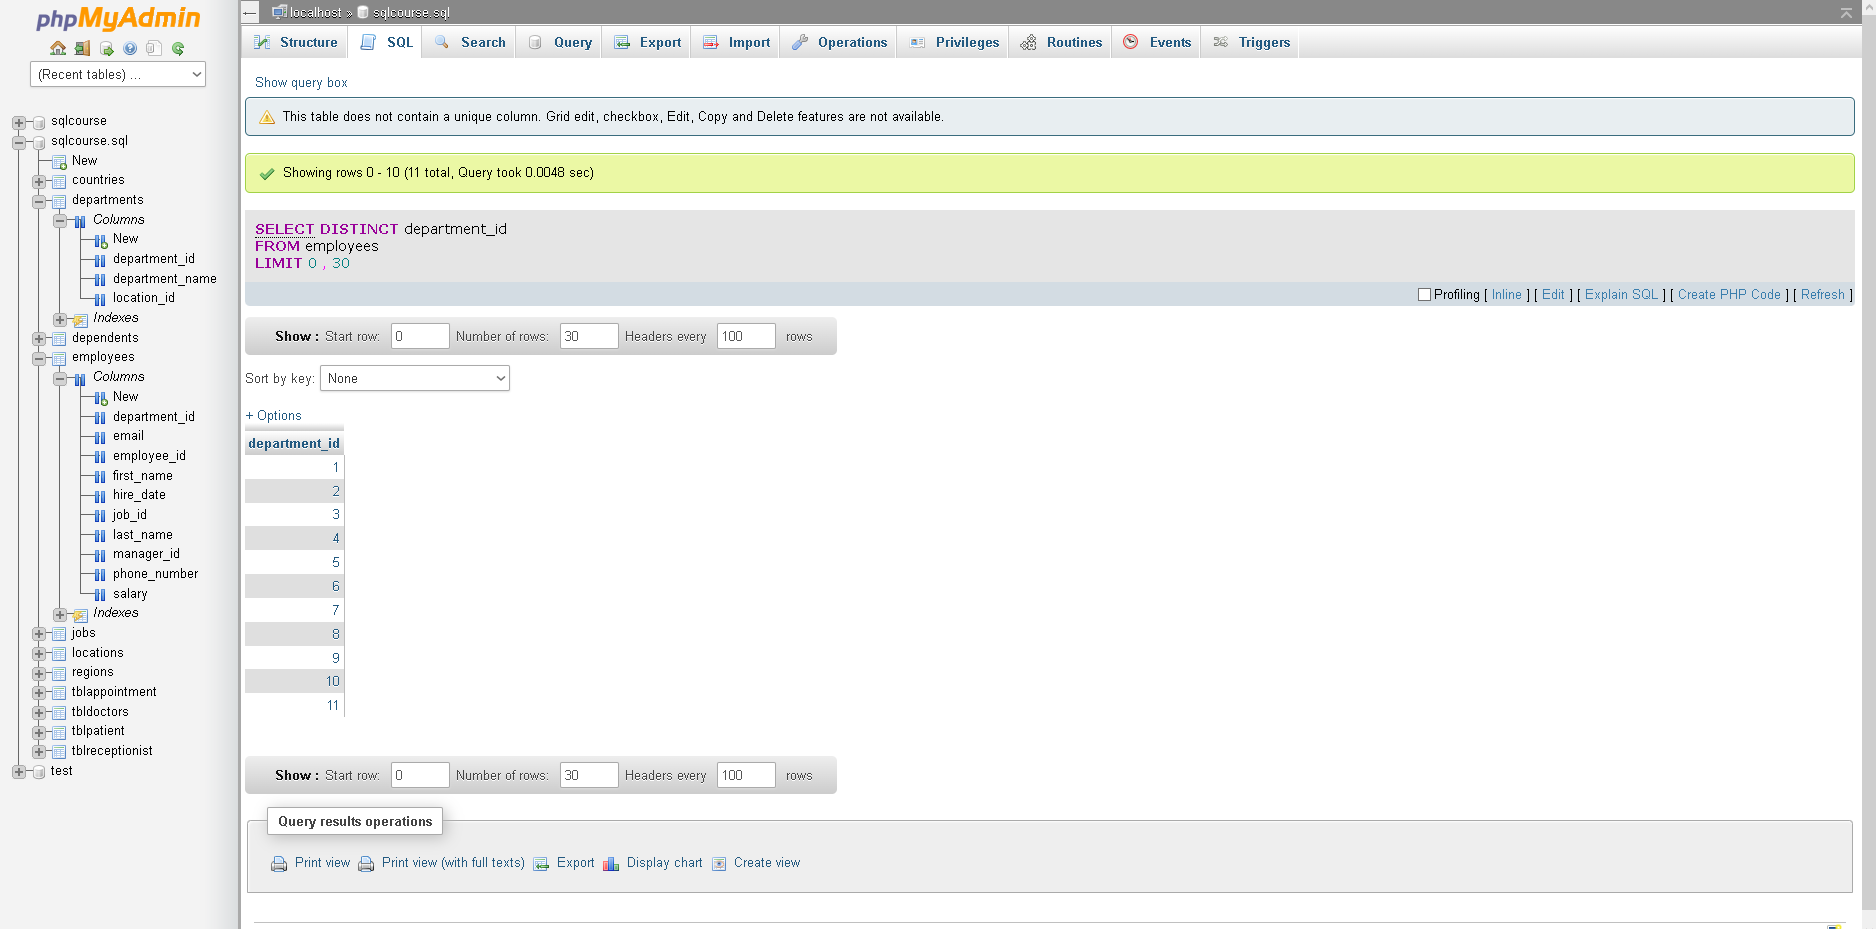 phpMyAdmin
(Recent tables) ...
sqlcourse
sqlcourse.sql
New
countries
departments
Columns
New
department_id
department_name
location_id
Indexes
dependents
employees
Columns
New
department_id
email
employee_id
first_name
hire_date
job_id
last_name
manager_id
phone_number
salary
Indexes
jobs
locations
regions
tblappointment
tbldoctors
tblpatient
tblreceptionist
test
localhost » sqlcourse.sql
Structure SQL Search Query Export Import Operations Privileges Routines Events Triggers
Show query box
This table does not contain a unique column. Grid edit, checkbox, Edit, Copy and Delete features are not available.
Showing rows 0 - 10 (11 total, Query took 0.0048 sec)
SELECT DISTINCT department_id
FROM employees
LIMIT 0 , 30
Profiling [ Inline ] [ Edit ] [ Explain SQL ] [ Create PHP Code ] [ Refresh ]
Show : Start row: 0 Number of rows: 30 Headers every 100 rows
Sort by key: None
+ Options
department_id
1
2
3
4
5
6
7
8
9
10
11
Show : Start row: 0 Number of rows: 30 Headers every 100 rows
Query results operations
Print view Print view (with full texts) Export Display chart Create view